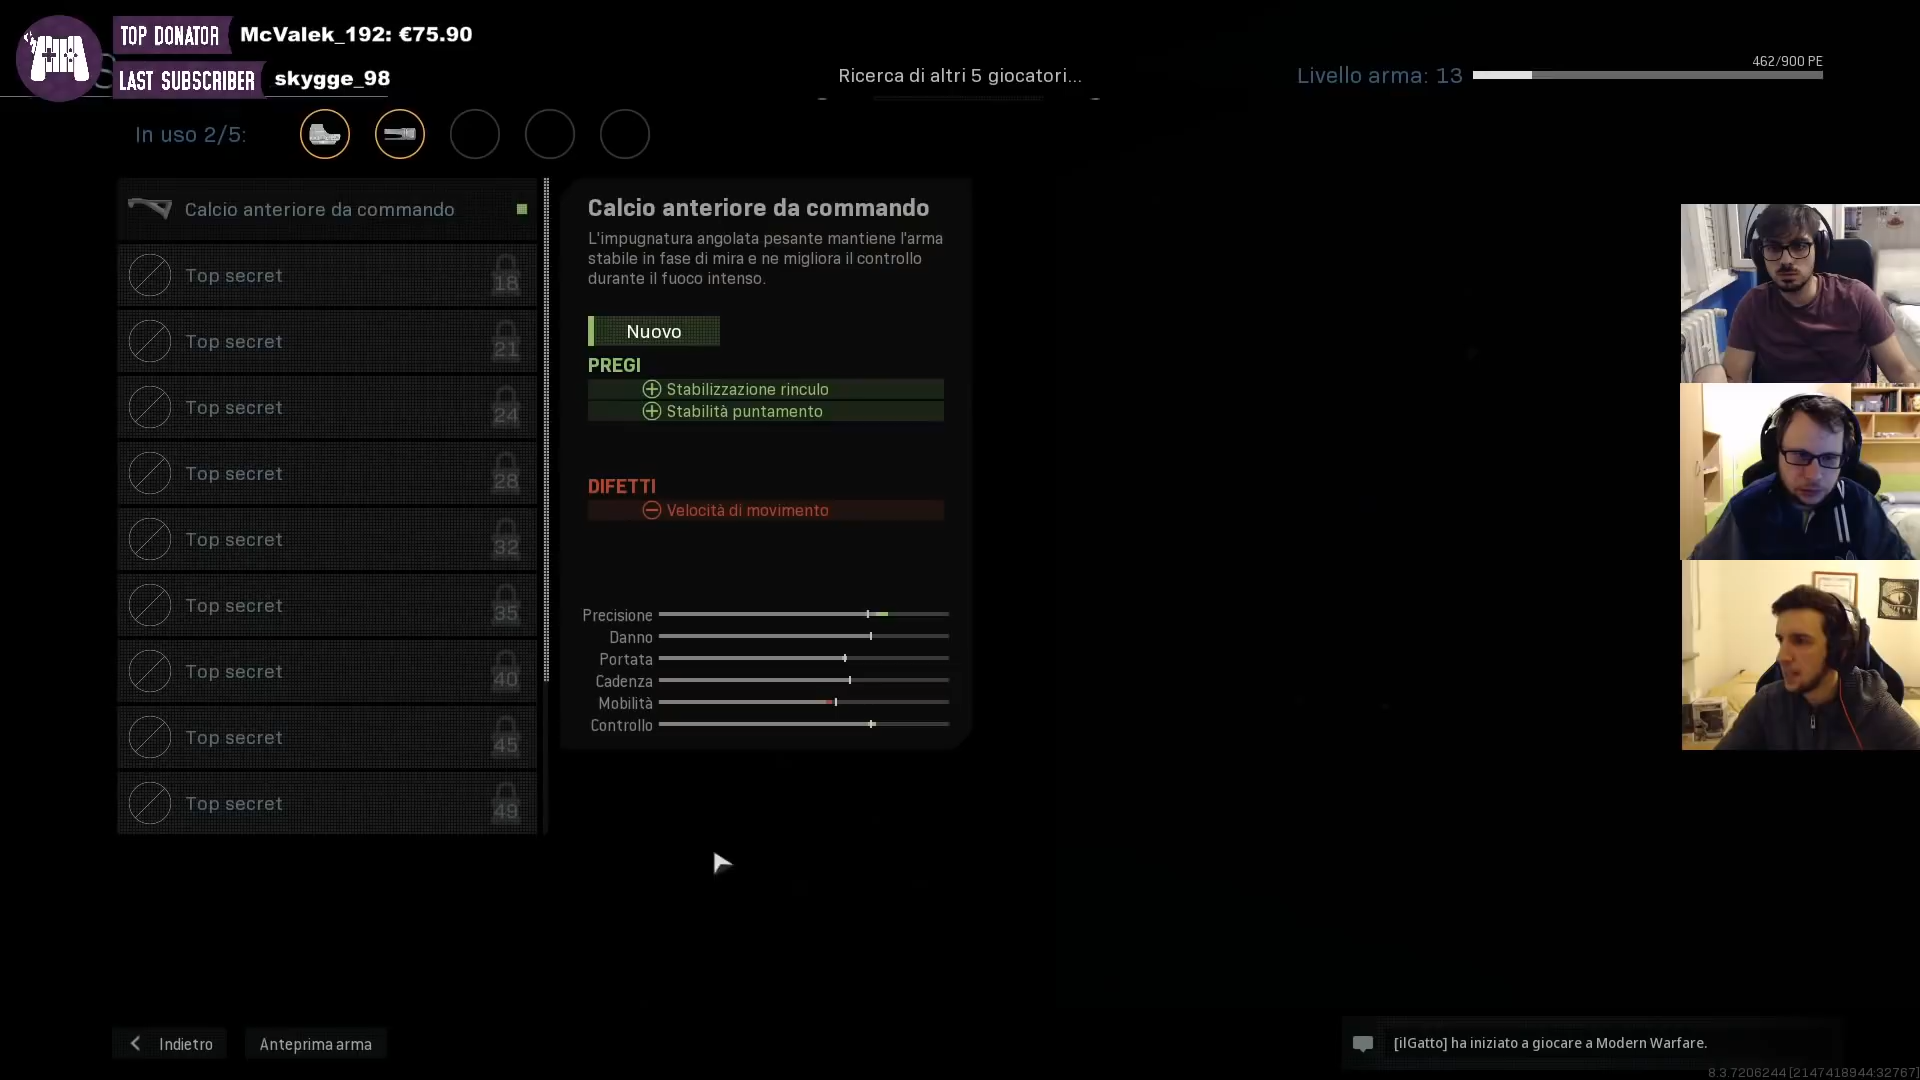 TOP DONATOR
McValek_192: €75.90
LAST SUBSCRIBER
skygge_98
Ricerca di altri 5 giocatori...
Livello arma: 13
462/900 PE
In uso 2/5:
Calcio anteriore da commando
Top secret
18
Top secret
21
Top secret
24
Top secret
28
Top secret
32
Top secret
35
Top secret
40
Top secret
45
Top secret
49
Calcio anteriore da commando
L'impugnatura angolata pesante mantiene l'arma
stabile in fase di mira e ne migliora il controllo
durante il fuoco intenso.
Nuovo
PREGI
Stabilizzazione rinculo
Stabilità puntamento
DIFETTI
Velocità di movimento
Precisione
Danno
Portata
Cadenza
Mobilità
Controllo
Indietro
Anteprima arma
[ilGatto] ha iniziato a giocare a Modern Warfare.
8.3.7206244 [2147418944:32767]